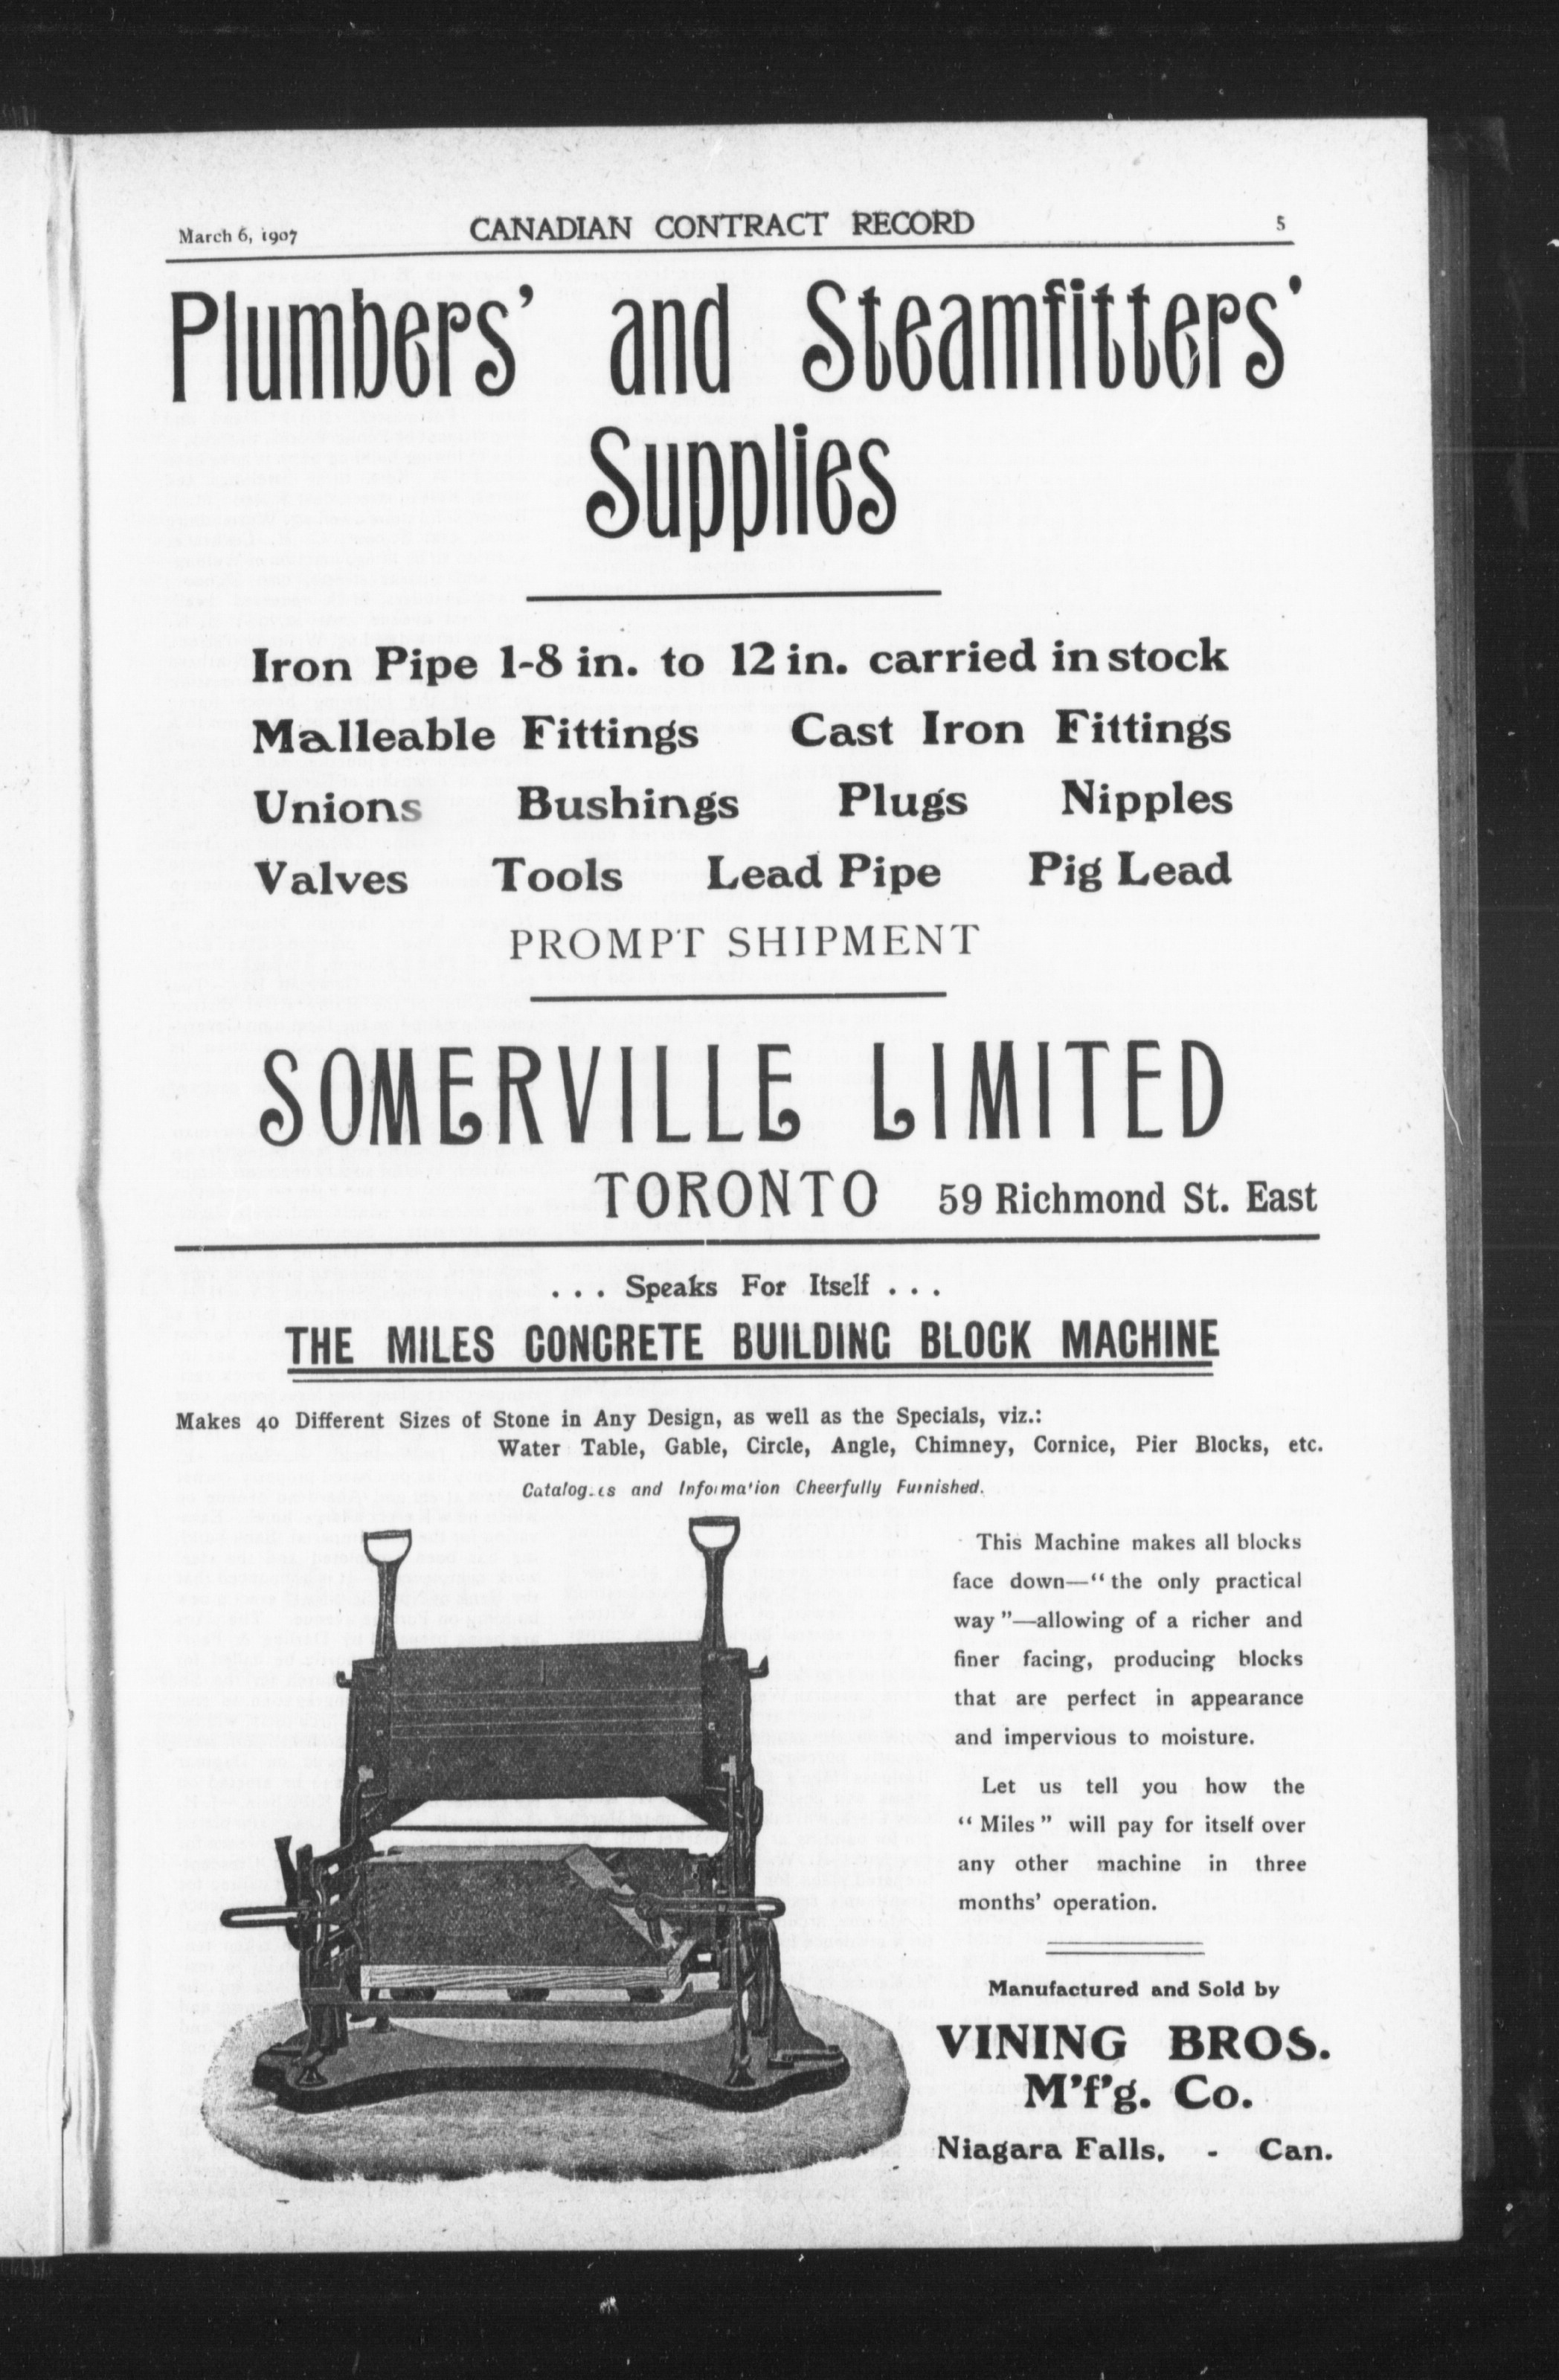 March 6, 1907 CANADIAN CONTRACT RECORD 5
Plumbers' and Steamfitters'
Supplies
Iron Pipe 1-8 in. to 12 in. carried in stock
Malleable Fittings Cast Iron Fittings
Unions Bushings Plugs Nipples
Valves Tools Lead Pipe Pig Lead
PROMPT SHIPMENT
SOMERVILLE LIMITED
TORONTO 59 Richmond St. East
. . . Speaks For Itself . . .
THE MILES CONCRETE BUILDING BLOCK MACHINE
Makes 40 Different Sizes of Stone in Any Design, as well as the Specials, viz.:
Water Table, Gable, Circle, Angle, Chimney, Cornice, Pier Blocks, etc.
Catalogues and Information Cheerfully Furnished.
This Machine makes all blocks
face down—“ the only practical
way ”—allowing of a richer and
finer facing, producing blocks
that are perfect in appearance
and impervious to moisture.
Let us tell you how the
“ Miles ” will pay for itself over
any other machine in three
months' operation.
Manufactured and Sold by
VINING BROS.
M'f'g. Co.
Niagara Falls, - Can.